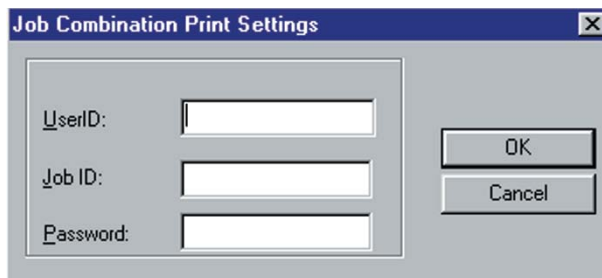 Job Combination Print Settings
UserID:
Job ID:
Password:
OK
Cancel